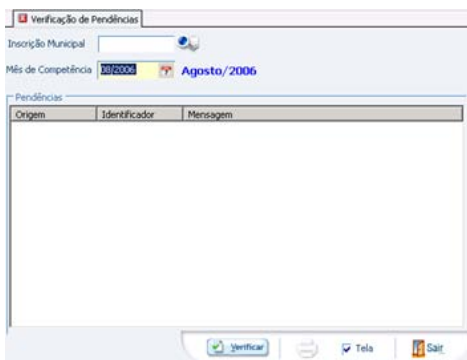 Verificação de Pendências
Inscrição Municipal
Mês de Competência 08/2006 Agosto/2006
Pendências
Origem Identificador Mensagem
Verificar Tela Sair